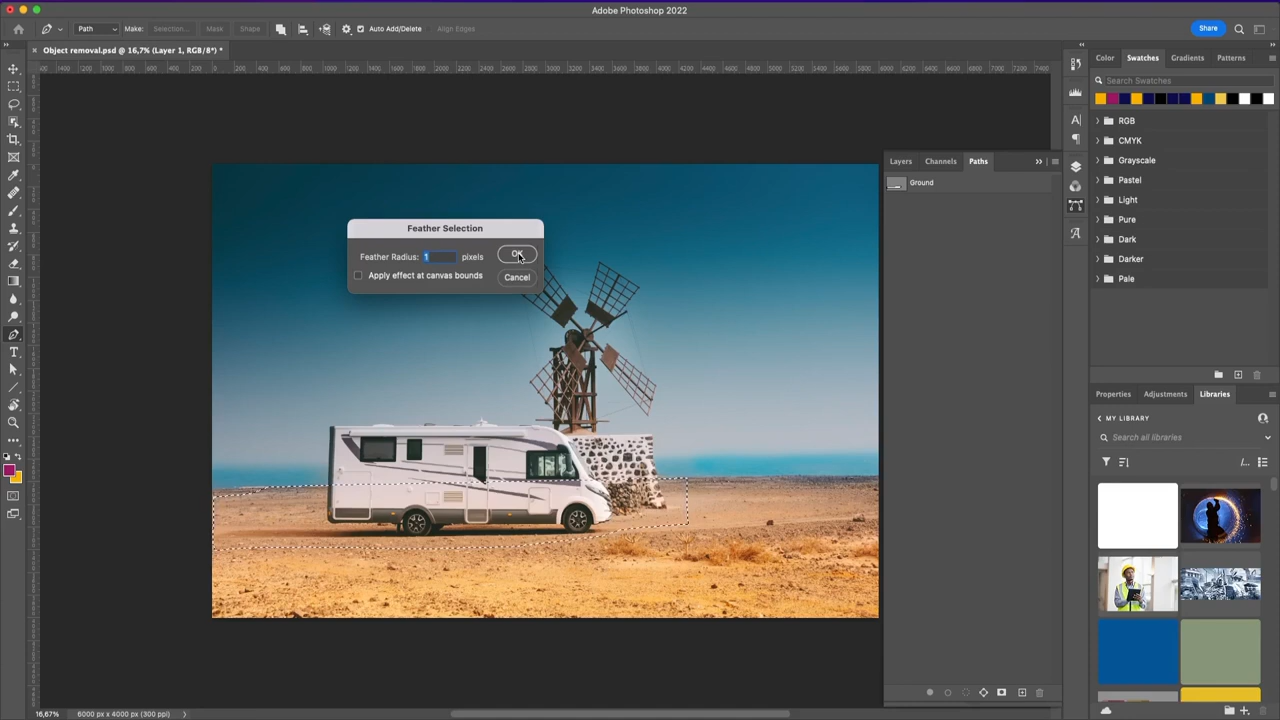 Adobe Photoshop 2022
Path
Make:
Selection...
Mask
Shape
Auto Add/Delete
Align Edges
Share
Object removal.psd @ 16,7% (Layer 1, RGB/8*) *
Color
Swatches
Gradients
Patterns
Search Swatches
RGB
CMYK
Grayscale
Pastel
Light
Pure
Dark
Darker
Pale
Layers
Channels
Paths
Ground
Feather Selection
Feather Radius: 1 pixels
OK
Apply effect at canvas bounds
Cancel
Properties
Adjustments
Libraries
MY LIBRARY
Search all libraries
16,67%
6000 px x 4000 px (300 ppi)